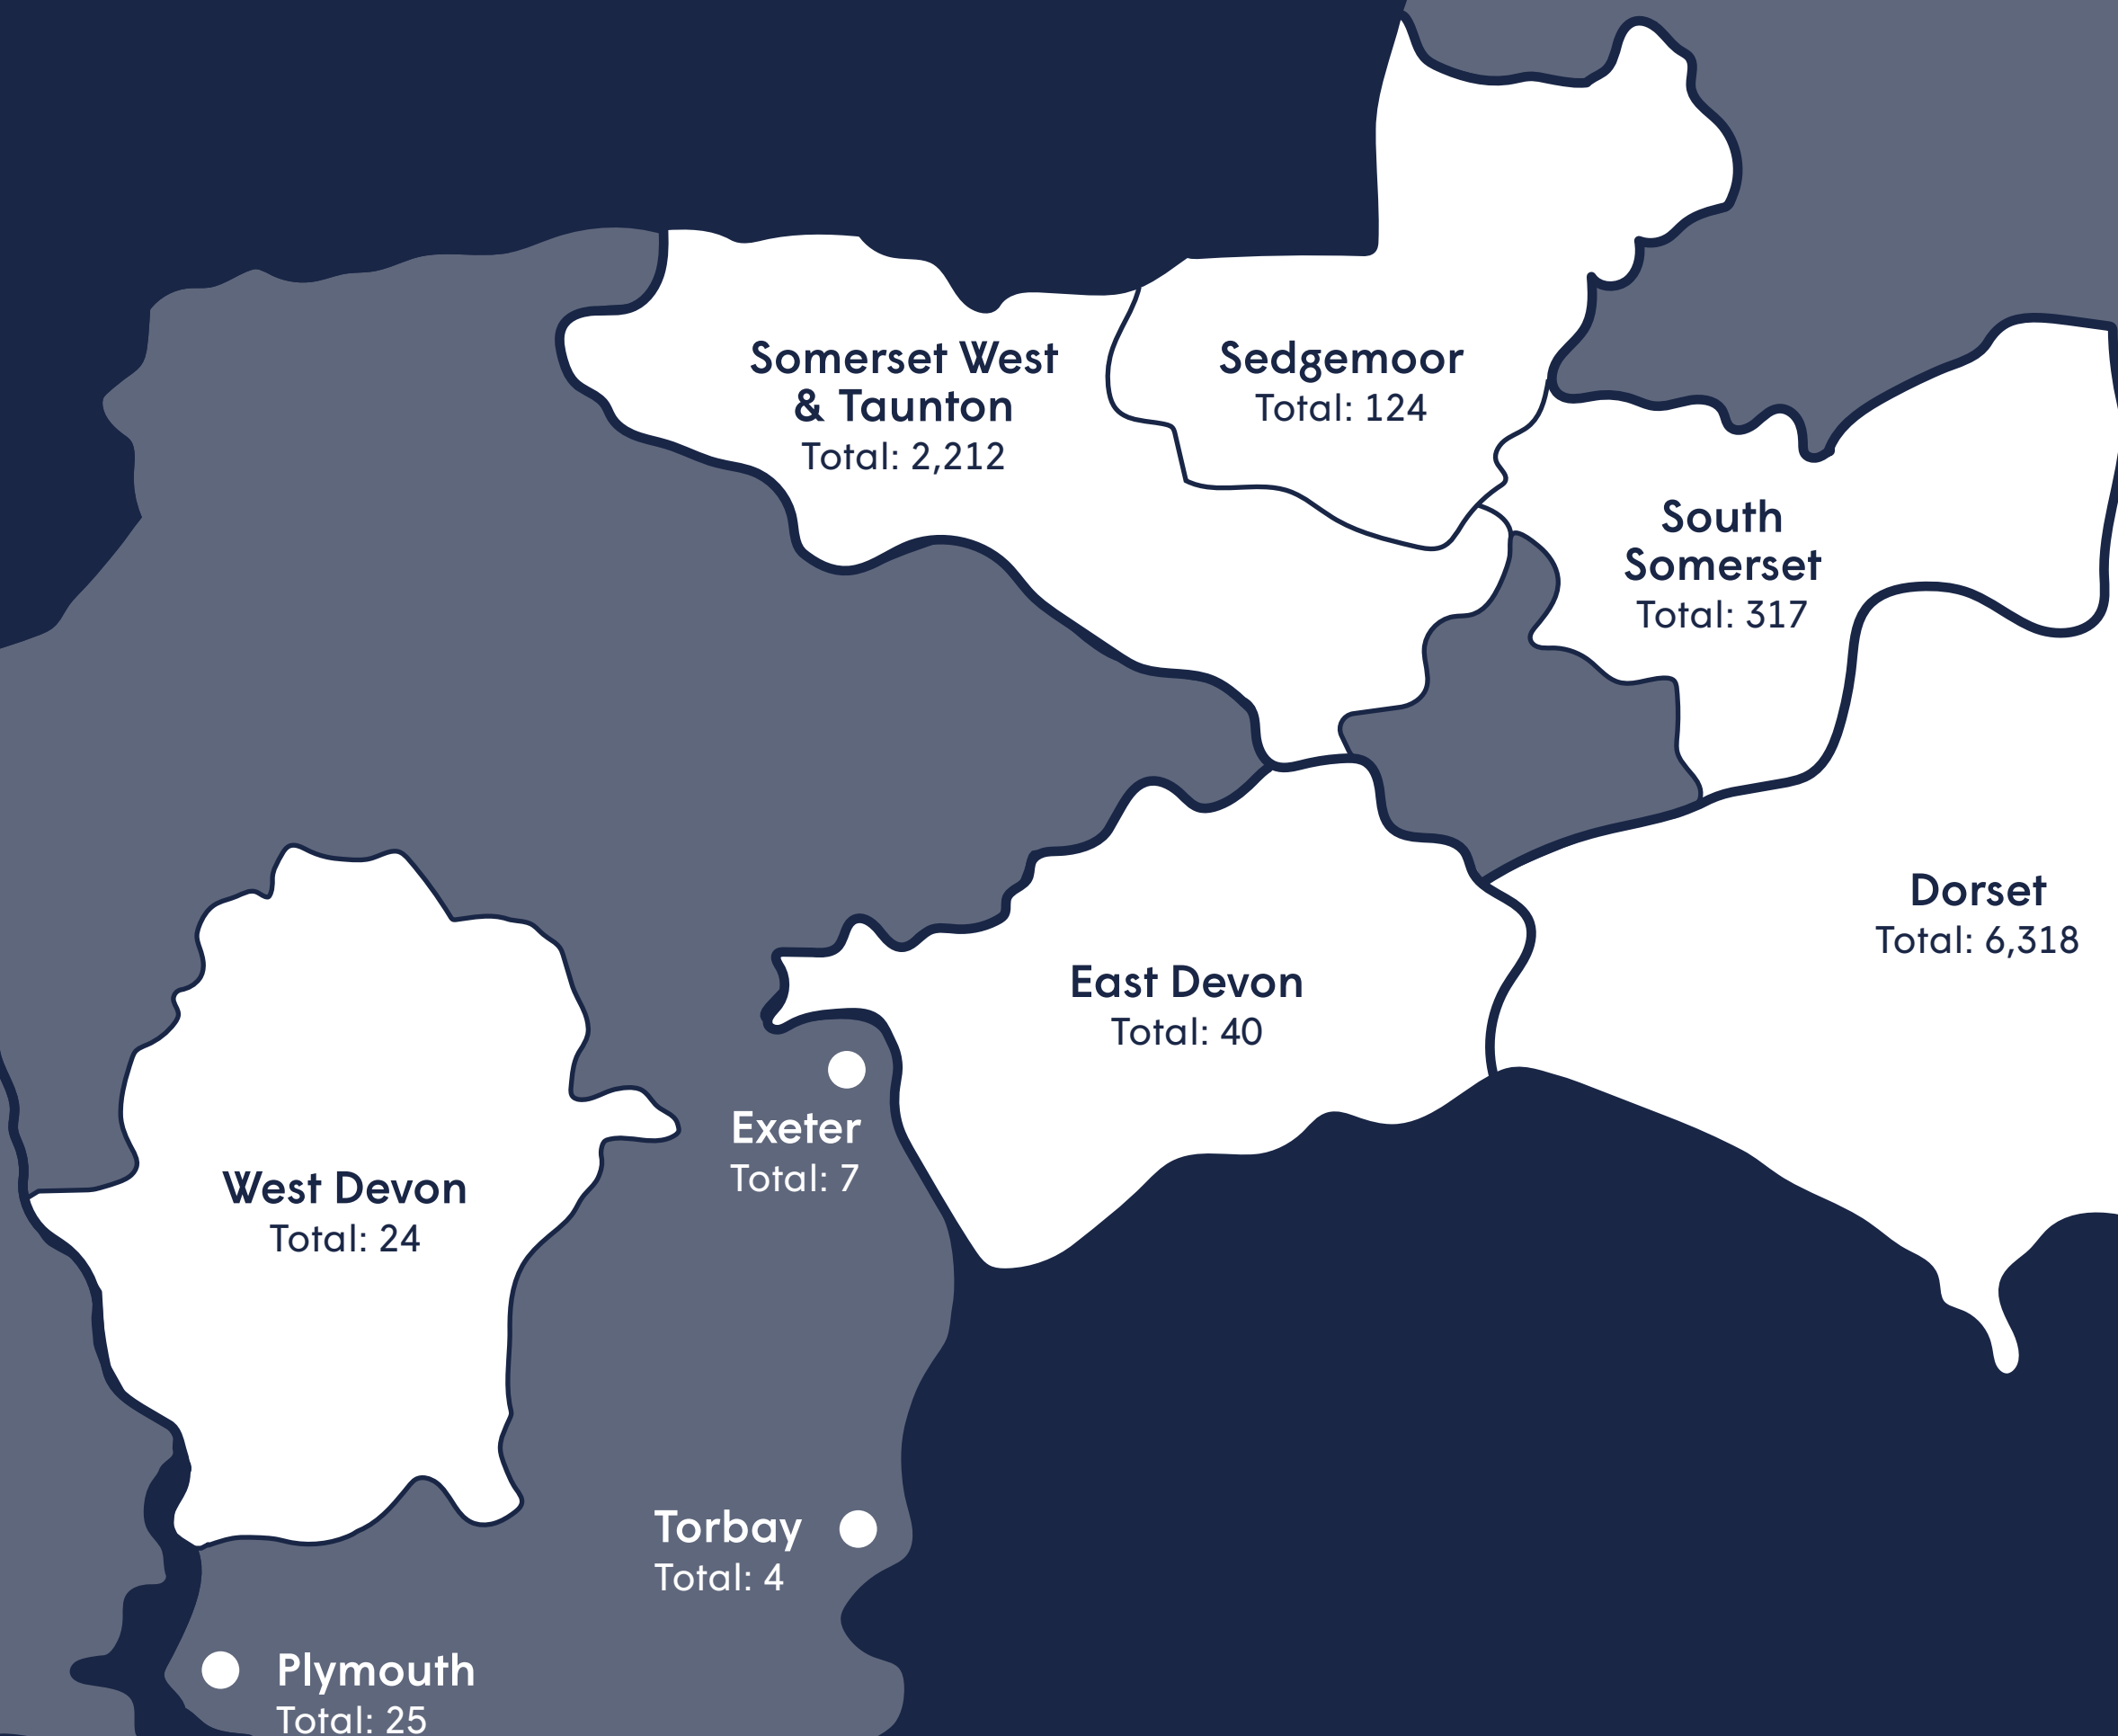 Somerset West
& Taunton
Total: 2,212
Sedgemoor
Total: 124
South
Somerset
Total: 317
Dorset
Total: 6,318
East Devon
Total: 40
Exeter
Total: 7
West Devon
Total: 24
Torbay
Total: 4
Plymouth
Total: 25